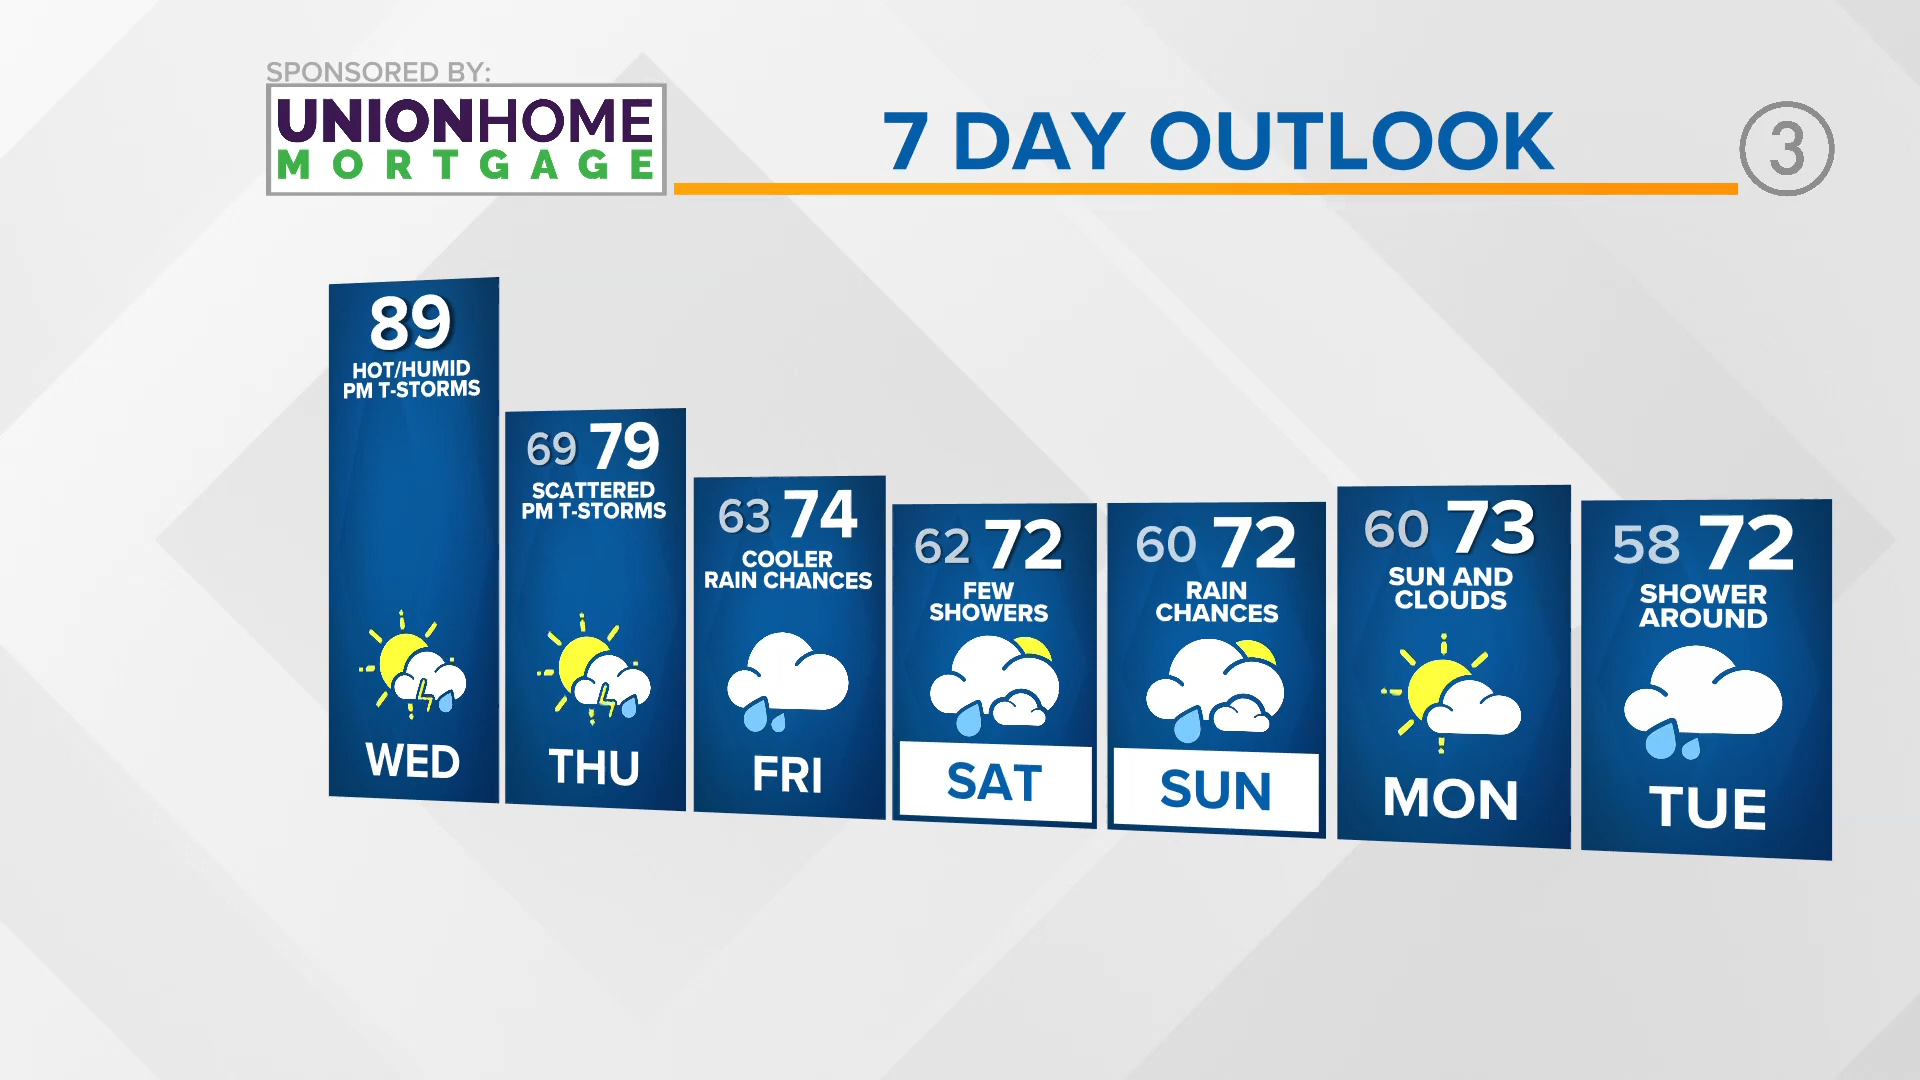 SPONSORED BY:
UNIONHOME
MORTGAGE
7 DAY OUTLOOK
3
89
HOT/HUMID
PM T-STORMS
WED
69 79
SCATTERED
PM T-STORMS
THU
63 74
COOLER
RAIN CHANCES
FRI
62 72
FEW
SHOWERS
SAT
60 72
RAIN
CHANCES
SUN
60 73
SUN AND
CLOUDS
MON
58 72
SHOWER
AROUND
TUE